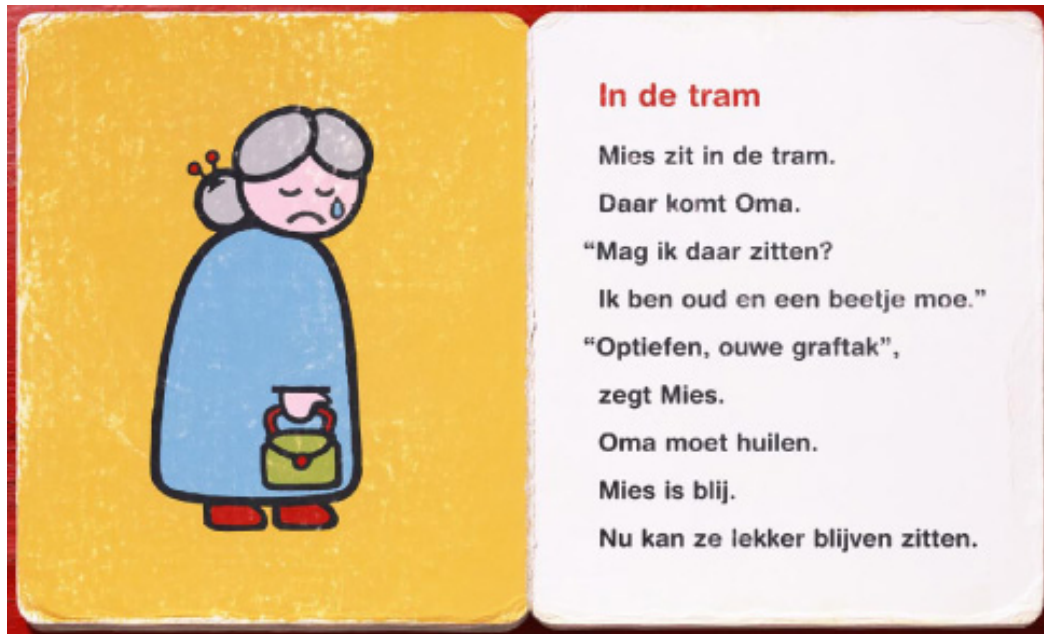 In de tram
Mies zit in de tram.
Daar komt Oma.
“Mag ik daar zitten?
Ik ben oud en een beetje moe.”
“Optiefen, ouwe graftak”,
zegt Mies.
Oma moet huilen.
Mies is blij.
Nu kan ze lekker blijven zitten.